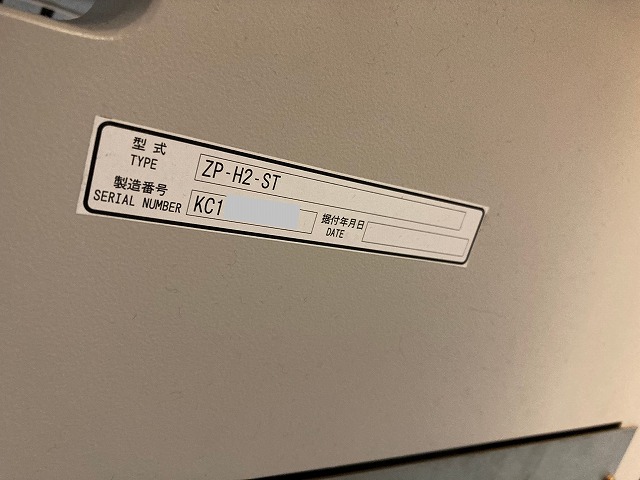 型式
TYPE
ZP-H2-ST
製造番号
SERIAL NUMBER
KC1
据付年月日
DATE